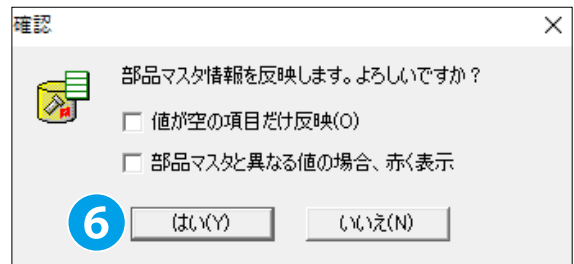 確認
部品マスタ情報を反映します。よろしいですか？
値が空の項目だけ反映(O)
部品マスタと異なる値の場合、赤く表示
6 はい(Y) いいえ(N)